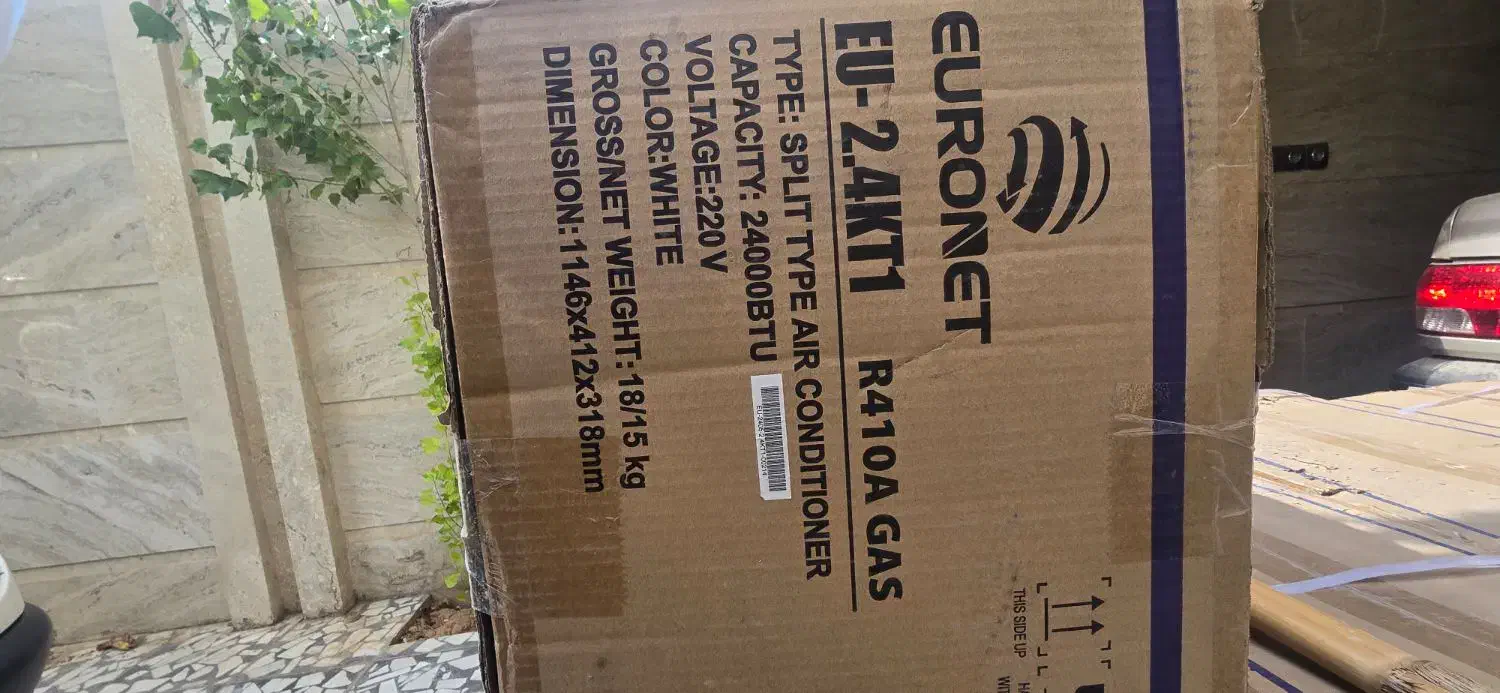 EURONET
EU-2.4KT1 R410A GAS
TYPE: SPLIT TYPE AIR CONDITIONER
CAPACITY: 24000BTU
VOLTAGE:220 V
COLOR:WHITE
GROSS/NET WEIGHT:18/15 kg
DIMENSION:1146x412x318mm
THIS SIDE UP